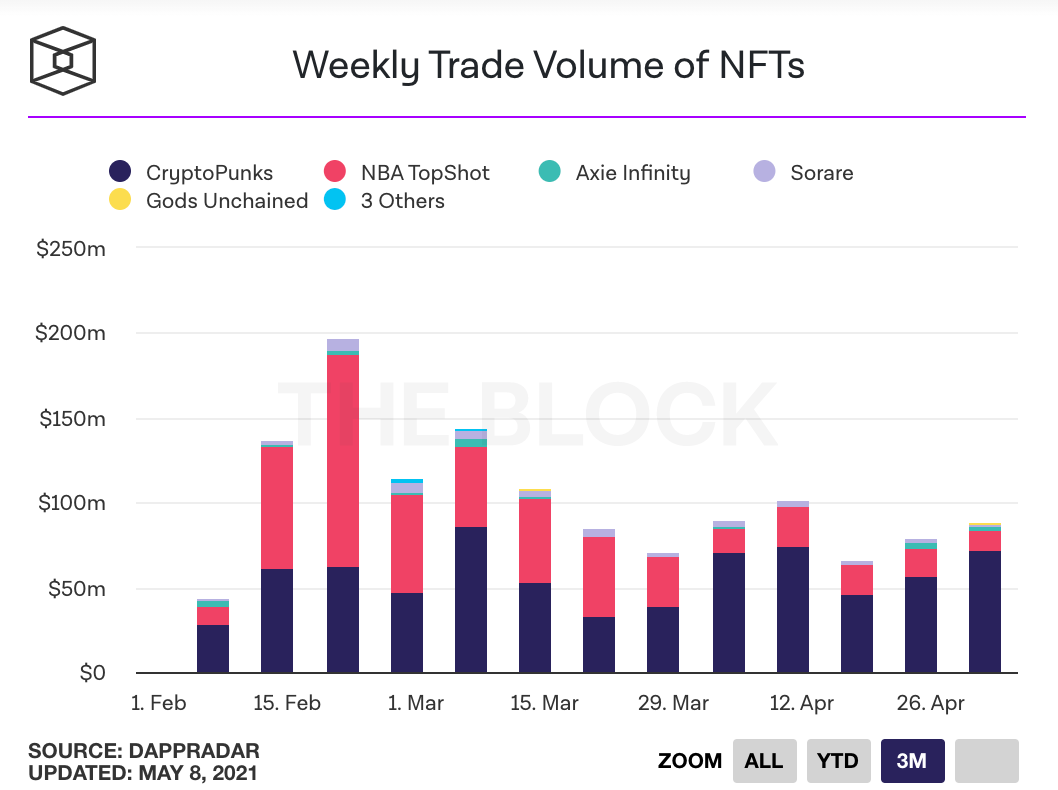 Weekly Trade Volume of NFTs
CryptoPunks NBA TopShot Axie Infinity Sorare
Gods Unchained 3 Others
$250m
$200m
$150m
$100m
$50m
$0
THE BLOCK
1. Feb 15. Feb 1. Mar 15. Mar 29. Mar 12. Apr 26. Apr
SOURCE: DAPPRADAR
UPDATED: MAY 8, 2021
ZOOM ALL YTD 3M